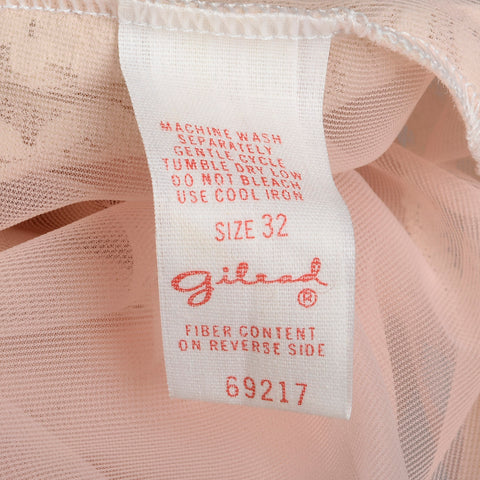 MACHINE WASH
SEPARATELY
GENTLE CYCLE
TUMBLE DRY LOW
DO NOT BLEACH
USE COOL IRON
SIZE 32
gilead ®
FIBER CONTENT
ON REVERSE SIDE
69217